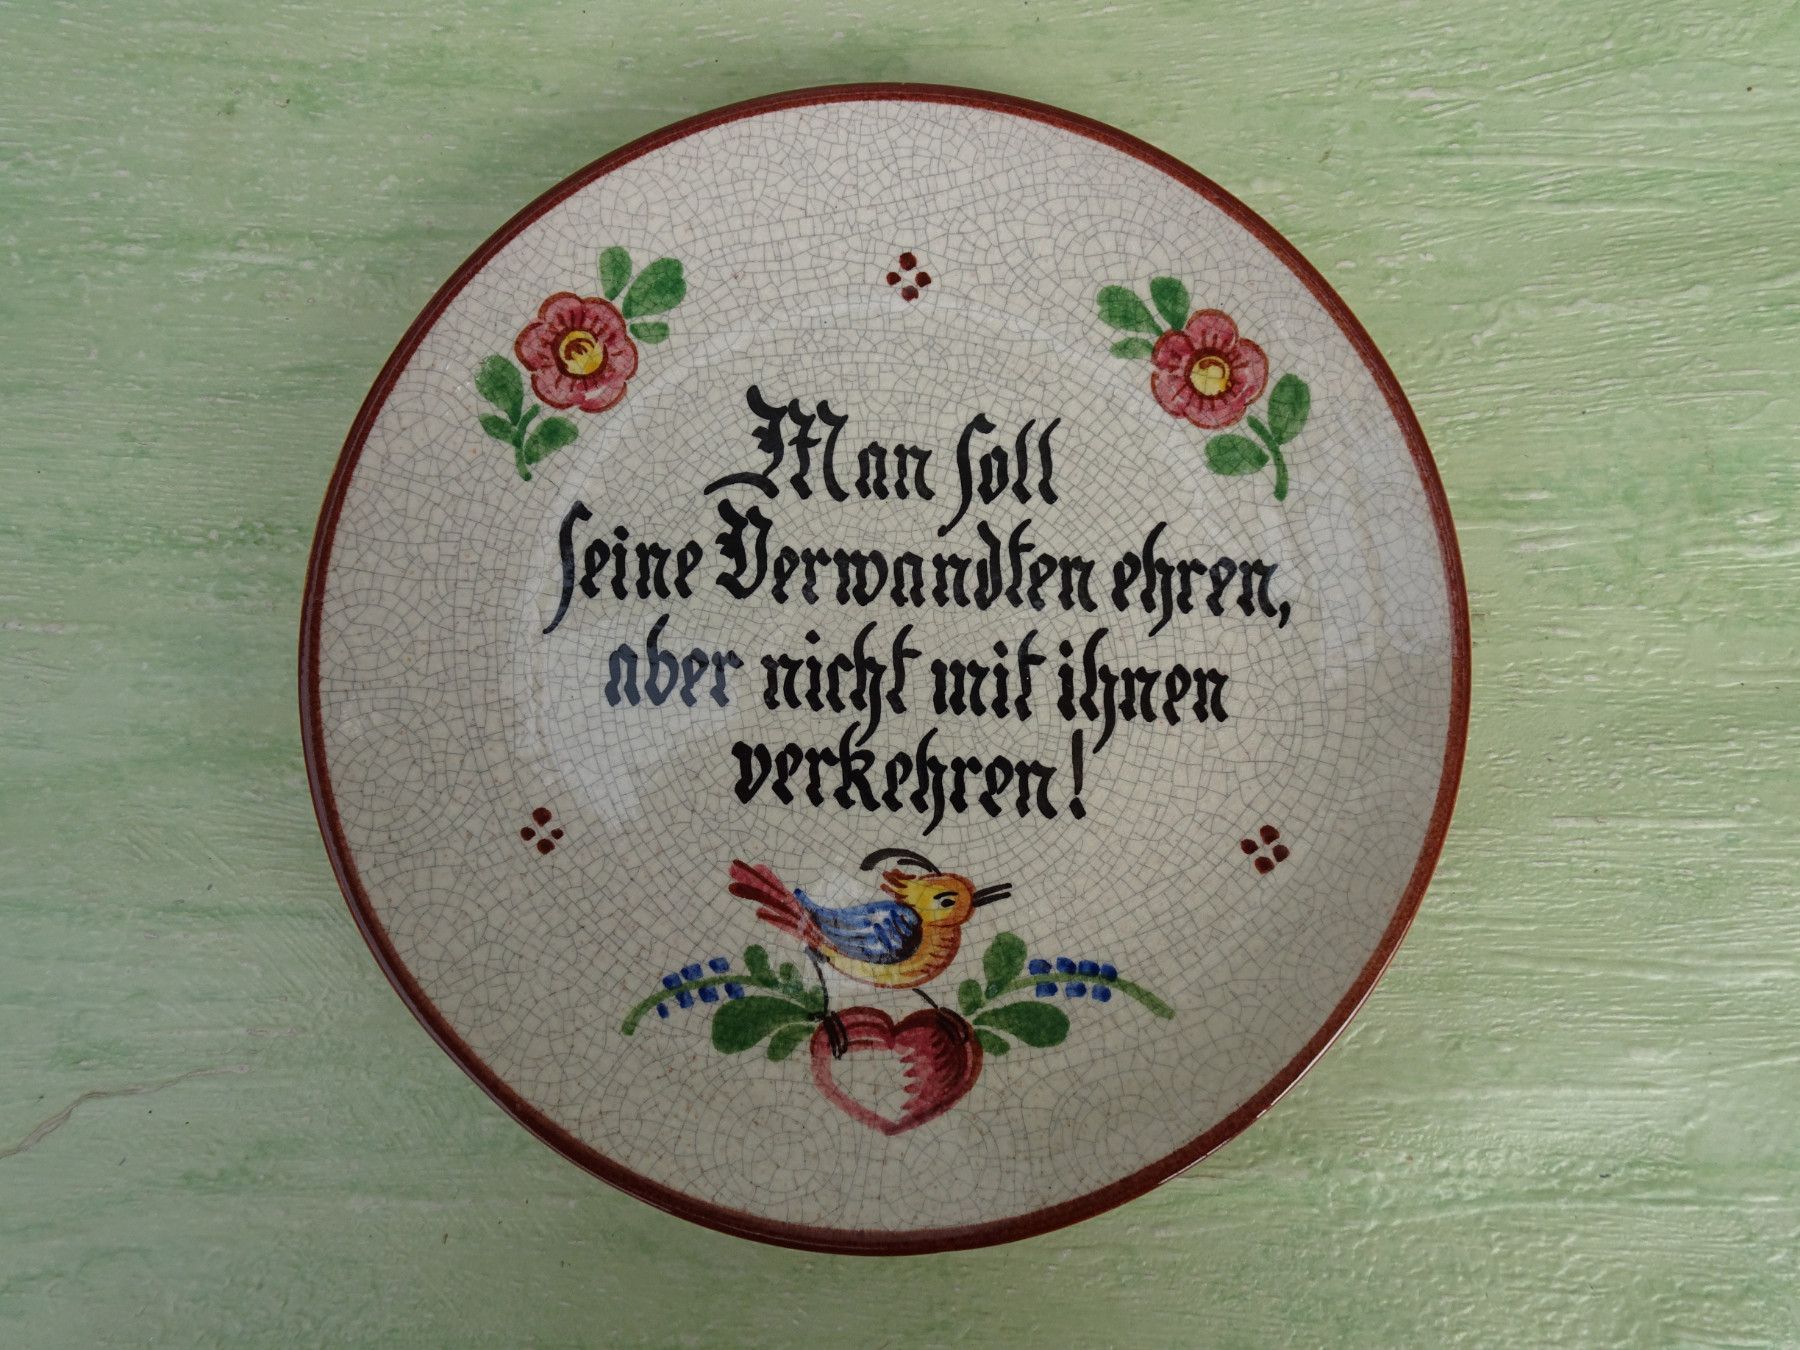 Man soll
seine Verwandten ehren,
aber nicht mit ihnen
verkehren!